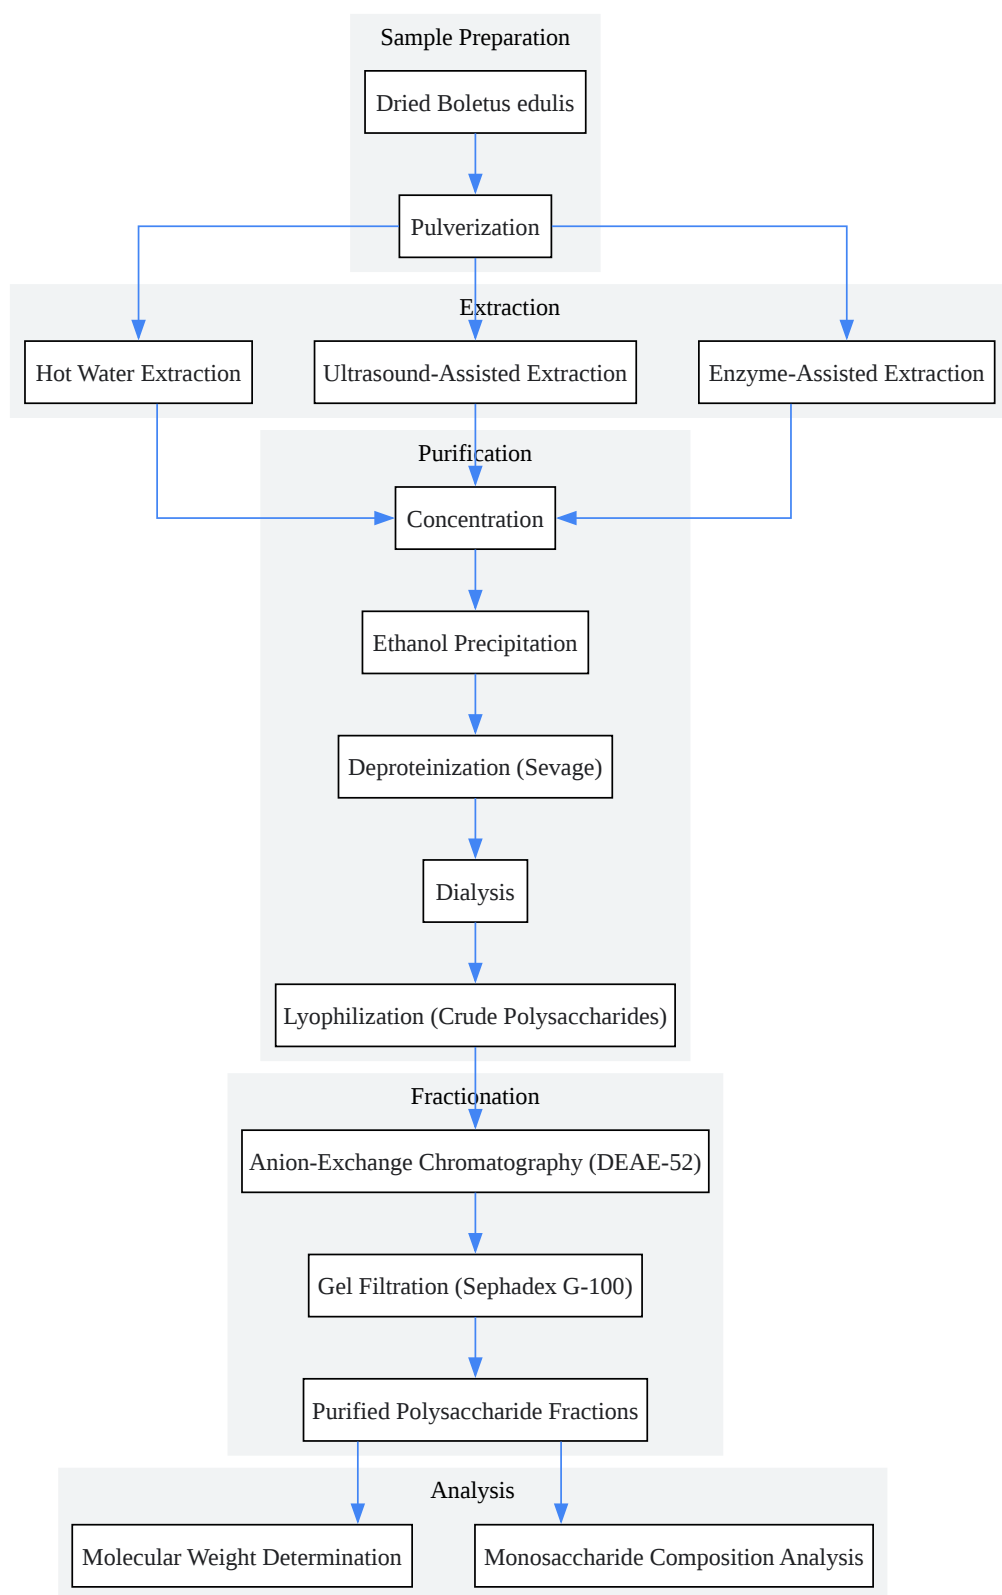 Sample Preparation
Dried Boletus edulis
Pulverization
Extraction
Hot Water Extraction
Ultrasound-Assisted Extraction
Enzyme-Assisted Extraction
Purification
Concentration
Ethanol Precipitation
Deproteinization (Sevage)
Dialysis
Lyophilization (Crude Polysaccharides)
Fractionation
Anion-Exchange Chromatography (DEAE-52)
Gel Filtration (Sephadex G-100)
Purified Polysaccharide Fractions
Analysis
Molecular Weight Determination
Monosaccharide Composition Analysis